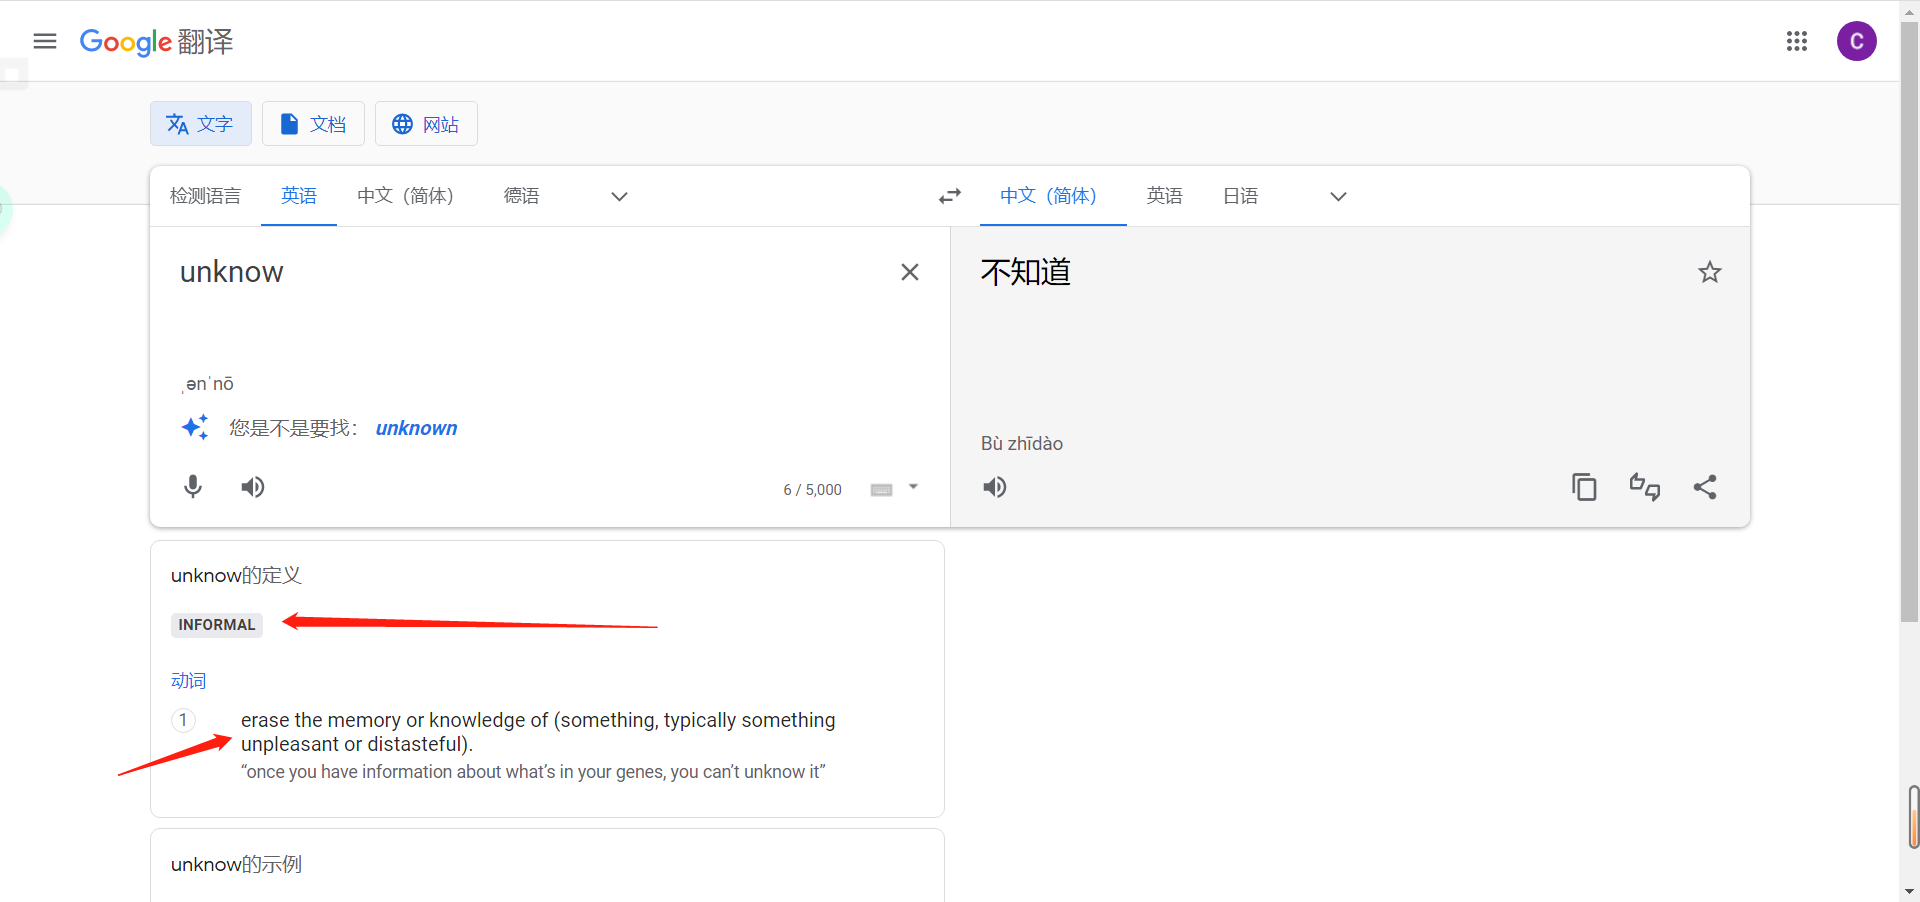 Google 翻译
C
文字
文档
网站
检测语言
英语
中文（简体）
德语
中文（简体）
英语
日语
unknow
不知道
ˌənˈnō
您是不是要找： unknown
Bù zhīdào
6 / 5,000
unknow的定义
INFORMAL
动词
1
erase the memory or knowledge of (something, typically something
unpleasant or distasteful).
“once you have information about what’s in your genes, you can’t unknow it”
unknow的示例